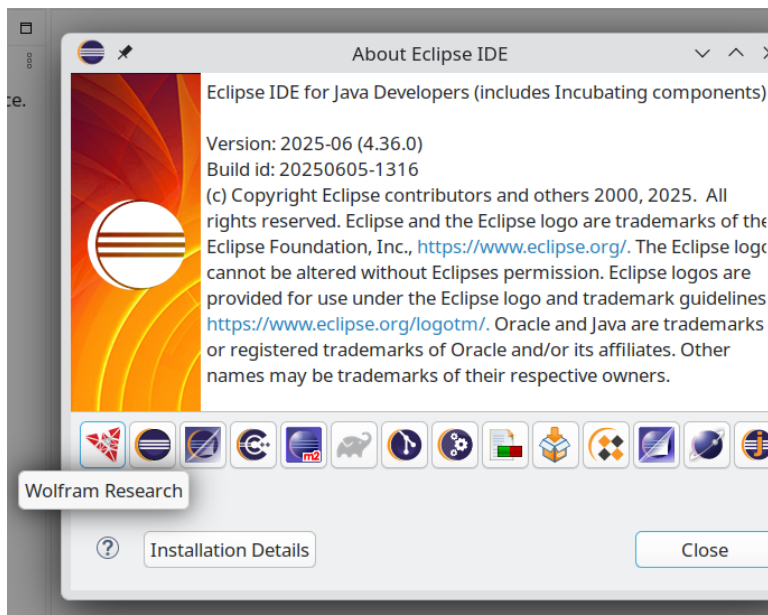 About Eclipse IDE
ce.
Eclipse IDE for Java Developers (includes Incubating components)
Version: 2025-06 (4.36.0)
Build id: 20250605-1316
(c) Copyright Eclipse contributors and others 2000, 2025.  All
rights reserved. Eclipse and the Eclipse logo are trademarks of the
Eclipse Foundation, Inc., https://www.eclipse.org/. The Eclipse logo
cannot be altered without Eclipses permission. Eclipse logos are
provided for use under the Eclipse logo and trademark guidelines
https://www.eclipse.org/logotm/. Oracle and Java are trademarks
or registered trademarks of Oracle and/or its affiliates. Other
names may be trademarks of their respective owners.
m2
Wolfram Research
Installation Details
Close